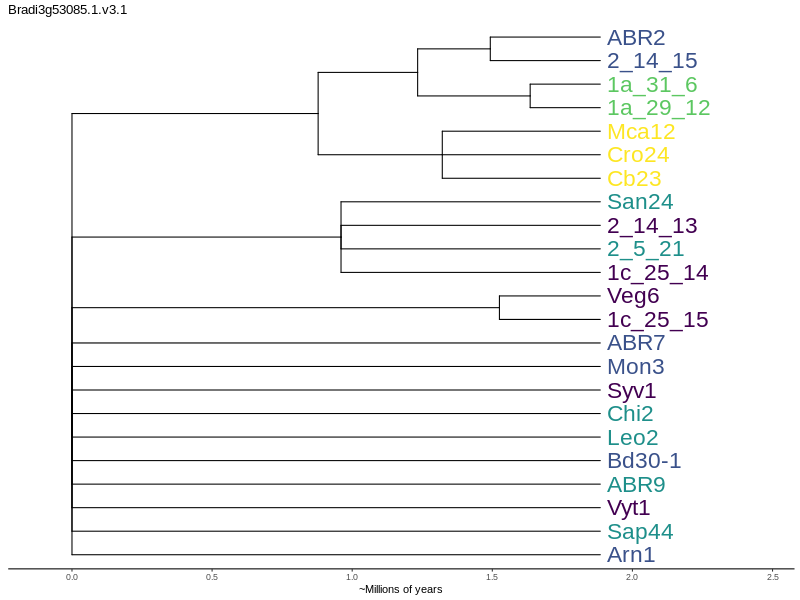 Bradi3g53085.1.v3.1
ABR2
2_14_15
1a_31_6
1a_29_12
Mca12
Cro24
Cb23
San24
2_14_13
2_5_21
1c_25_14
Veg6
1c_25_15
ABR7
Mon3
Syv1
Chi2
Leo2
Bd30-1
ABR9
Vyt1
Sap44
Arn1
0.0 0.5 1.0 1.5 2.0 2.5
~Millions of years